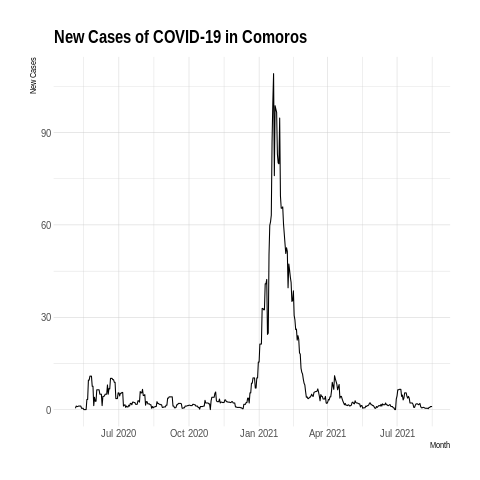 New Cases of COVID-19 in Comoros
New Cases
90
60
30
0
Jul 2020
Oct 2020
Jan 2021
Apr 2021
Jul 2021
Month